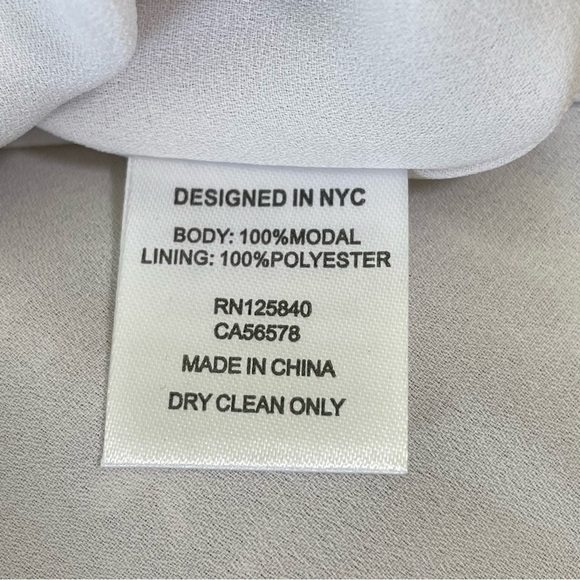 DESIGNED IN NYC
BODY: 100%MODAL
LINING: 100%POLYESTER
RN125840
CA56578
MADE IN CHINA
DRY CLEAN ONLY